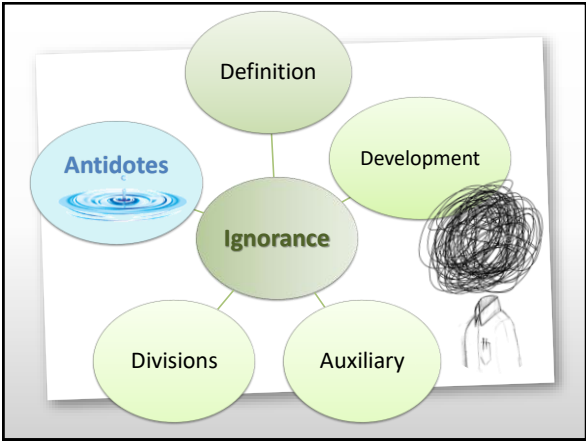 Definition
Development
Antidotes
Ignorance
Divisions
Auxiliary